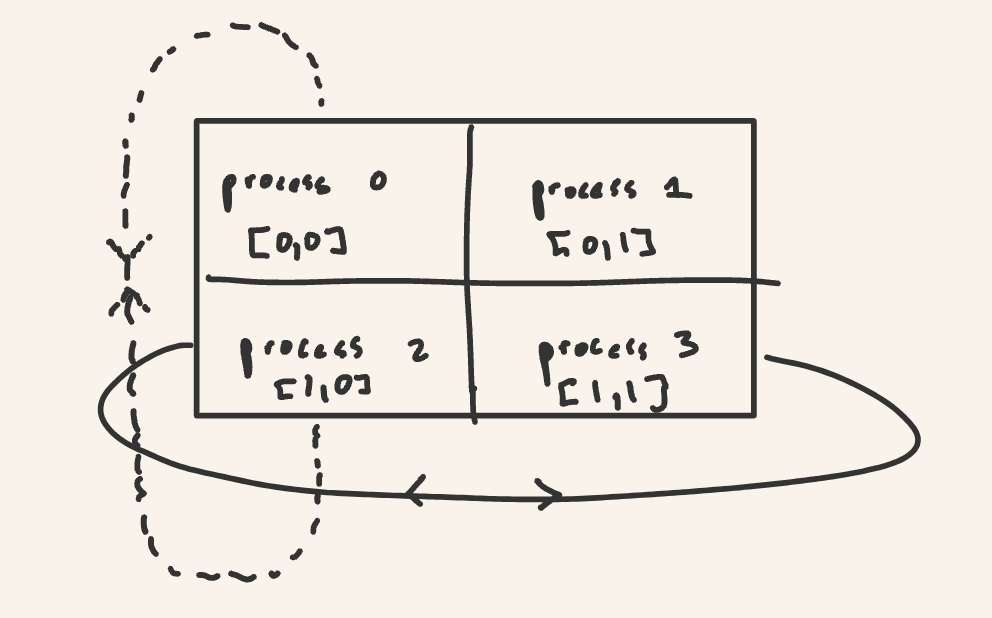 process 0
[0,0]
process 1
[0,1]
process 2
[1,0]
process 3
[1,1]